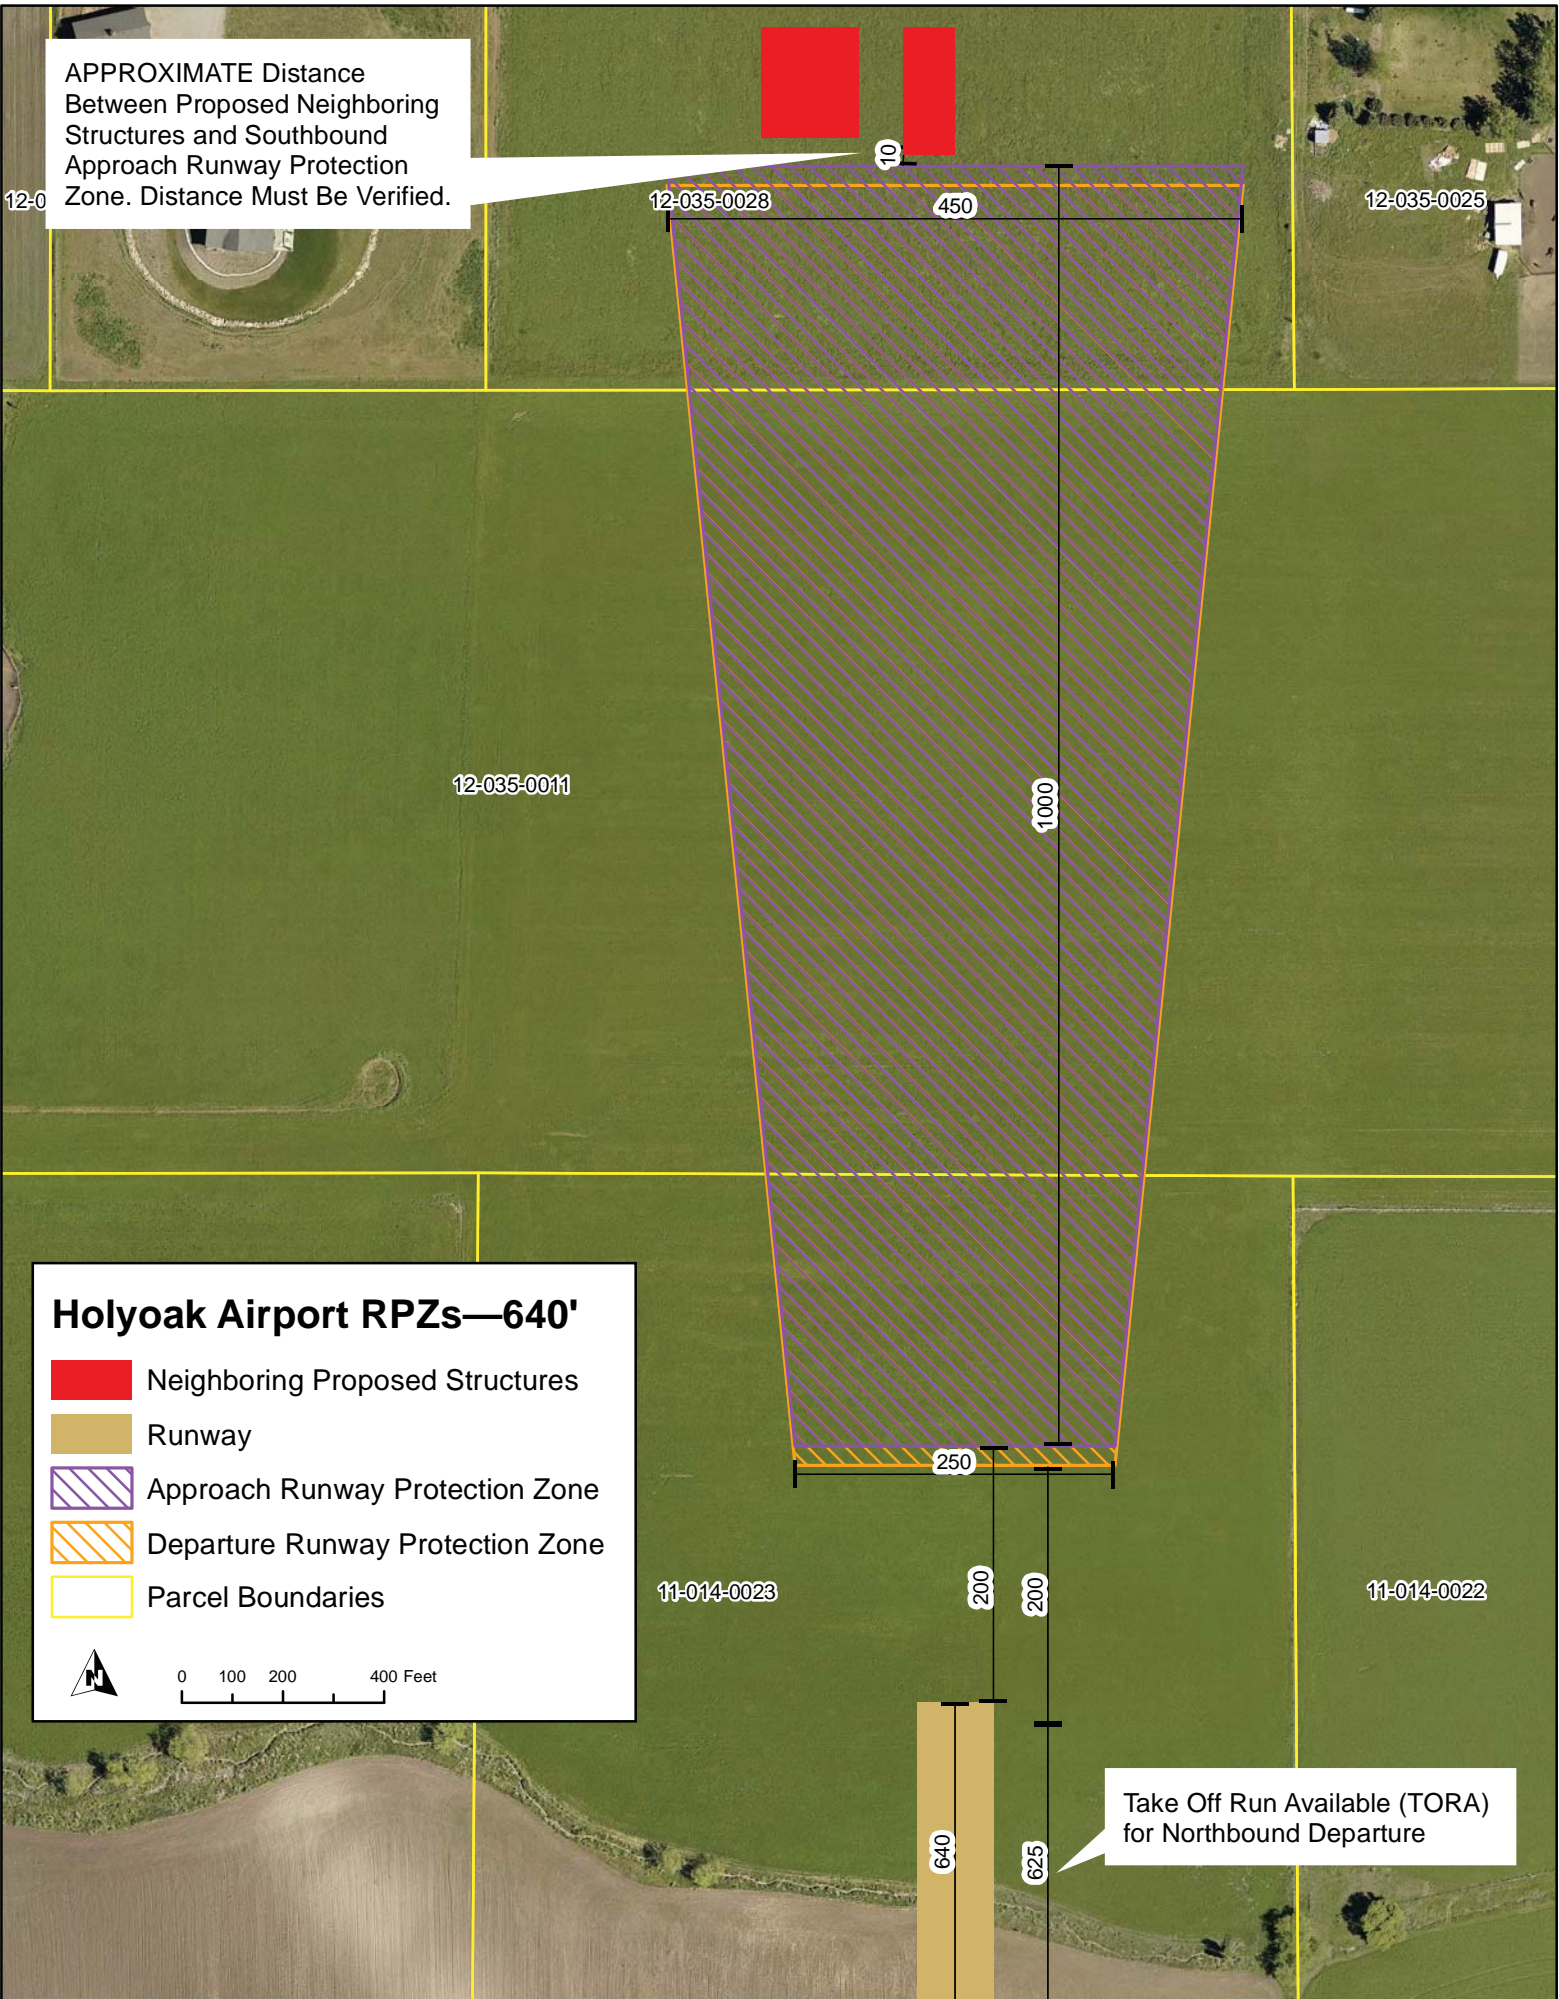 APPROXIMATE Distance
Between Proposed Neighboring
Structures and Southbound
Approach Runway Protection
Zone. Distance Must Be Verified.
10
12-0
12-035-0028
450
12-035-0025
12-035-0011
1000
Holyoak Airport RPZs—640'
Neighboring Proposed Structures
Runway
Approach Runway Protection Zone
Departure Runway Protection Zone
Parcel Boundaries
N
0 100 200 400 Feet
250
200
200
11-014-0023
11-014-0022
640
625
Take Off Run Available (TORA)
for Northbound Departure